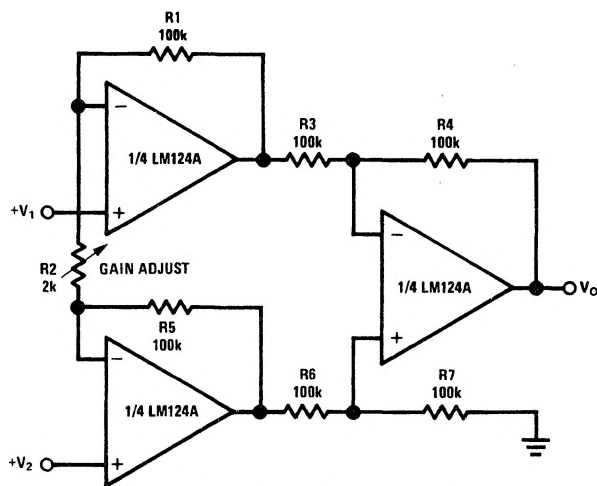 R1
100k
−
1/4 LM124A
+
+V1
R3
100k
R4
100k
R2
2k
GAIN ADJUST
−
1/4 LM124A
+
VO
R5
100k
−
1/4 LM124A
+
+V2
R6
100k
R7
100k